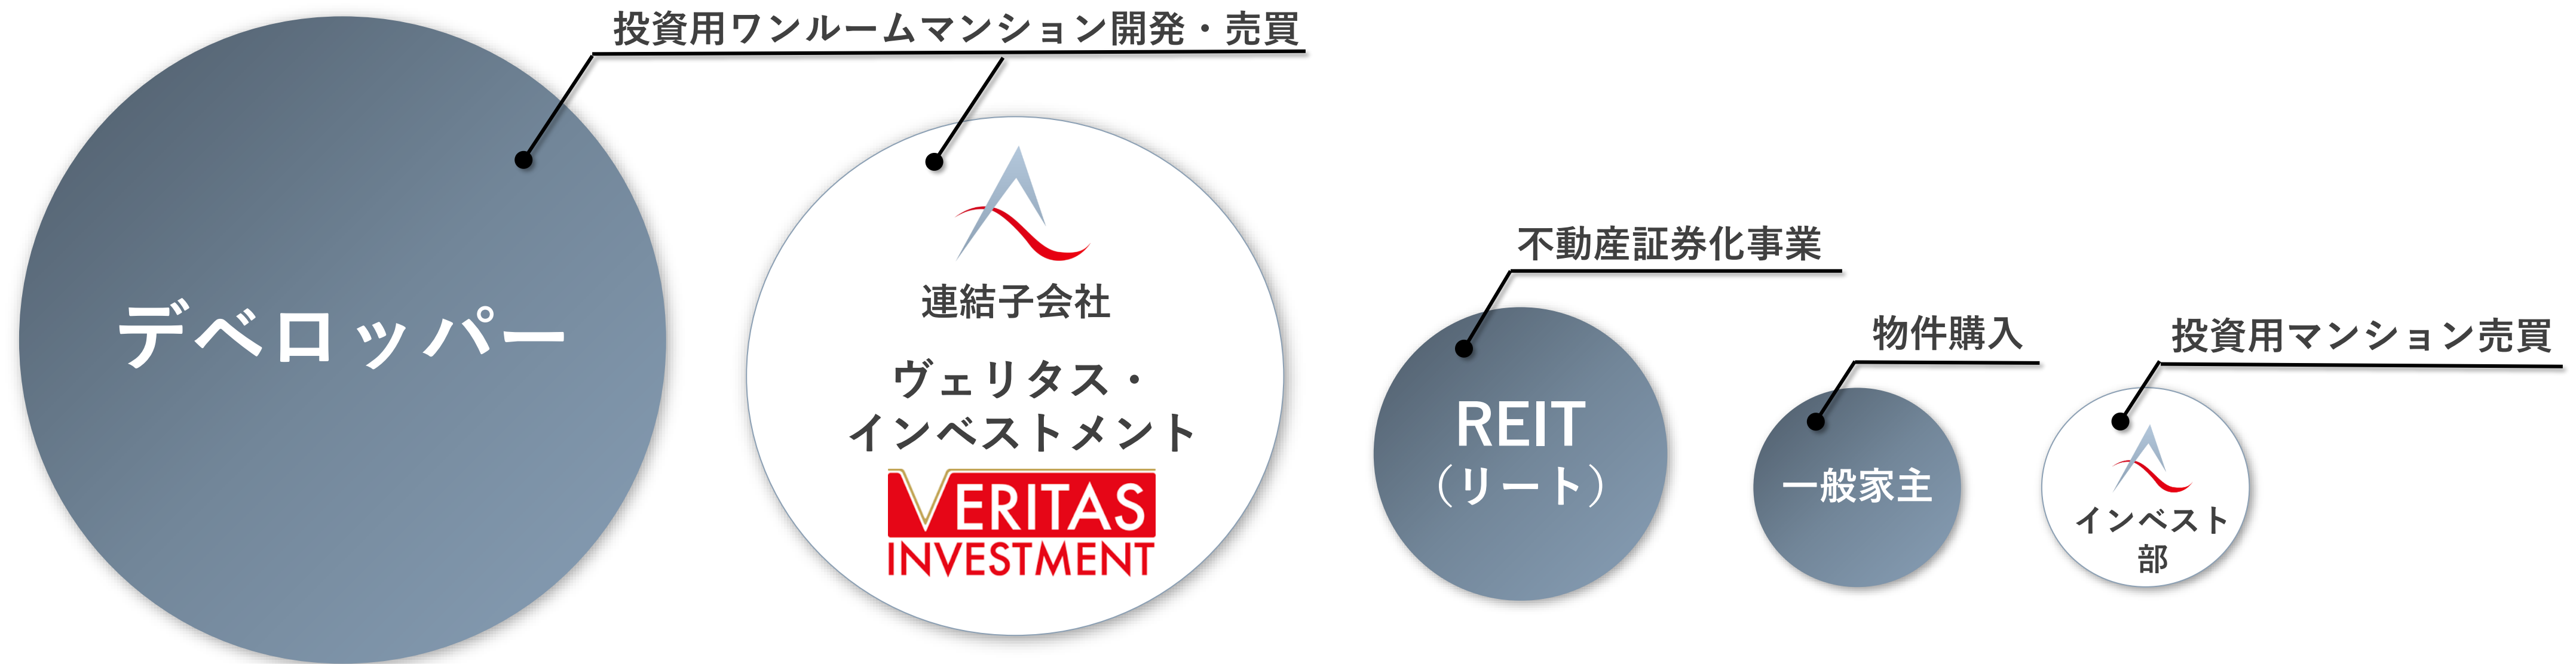 投資用ワンルームマンション開発・売買
デベロッパー
連結子会社
ヴェリタス・
インベストメント
VERITAS
INVESTMENT
不動産証券化事業
REIT
（リート）
物件購入
一般家主
投資用マンション売買
インベスト
部